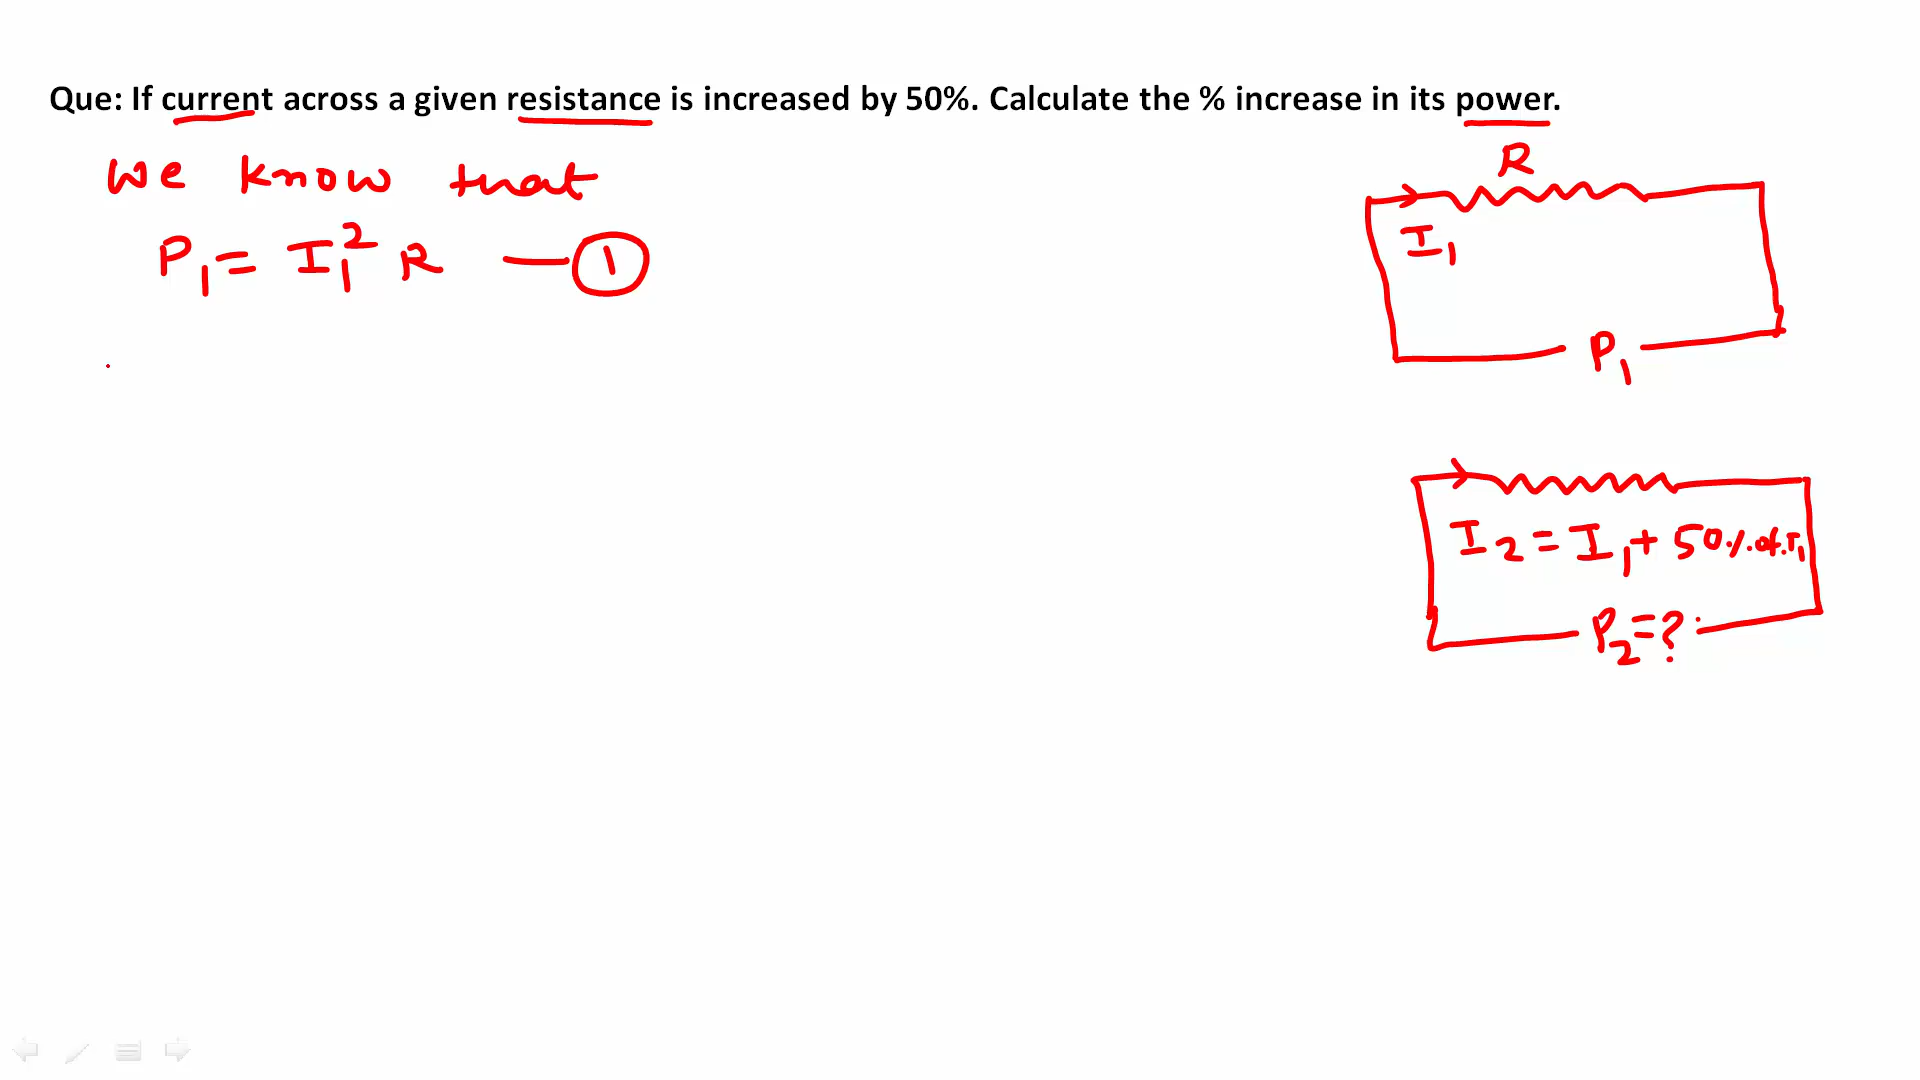 Que: If current across a given resistance is increased by 50%. Calculate the % increase in its power.
We know that
P₁ = I₁² R — ①
R
I₁
P₁
I₂ = I₁ + 50% of I₁
P₂ = ?